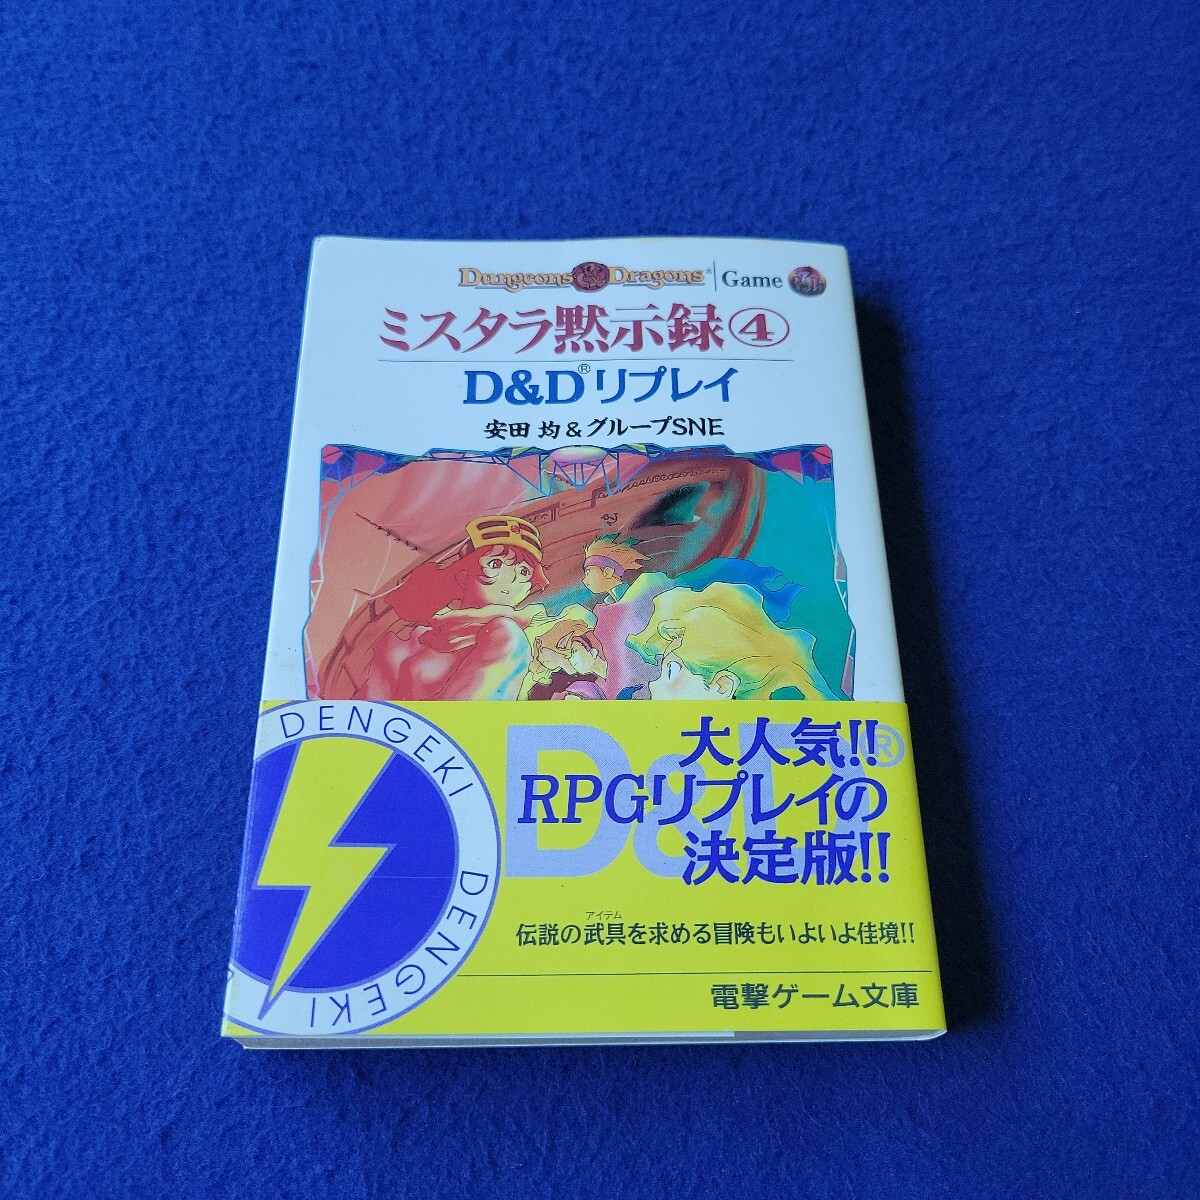 Dungeons & Dragons® Game
ミスタラ黙示録④
D&D®リプレイ
安田 均&グループSNE
DENGEKI DENGEKI
D&D®
大人気!!
RPGリプレイの
決定版!!
アイテム
伝説の武具を求める冒険もいよいよ佳境!!
電撃ゲーム文庫